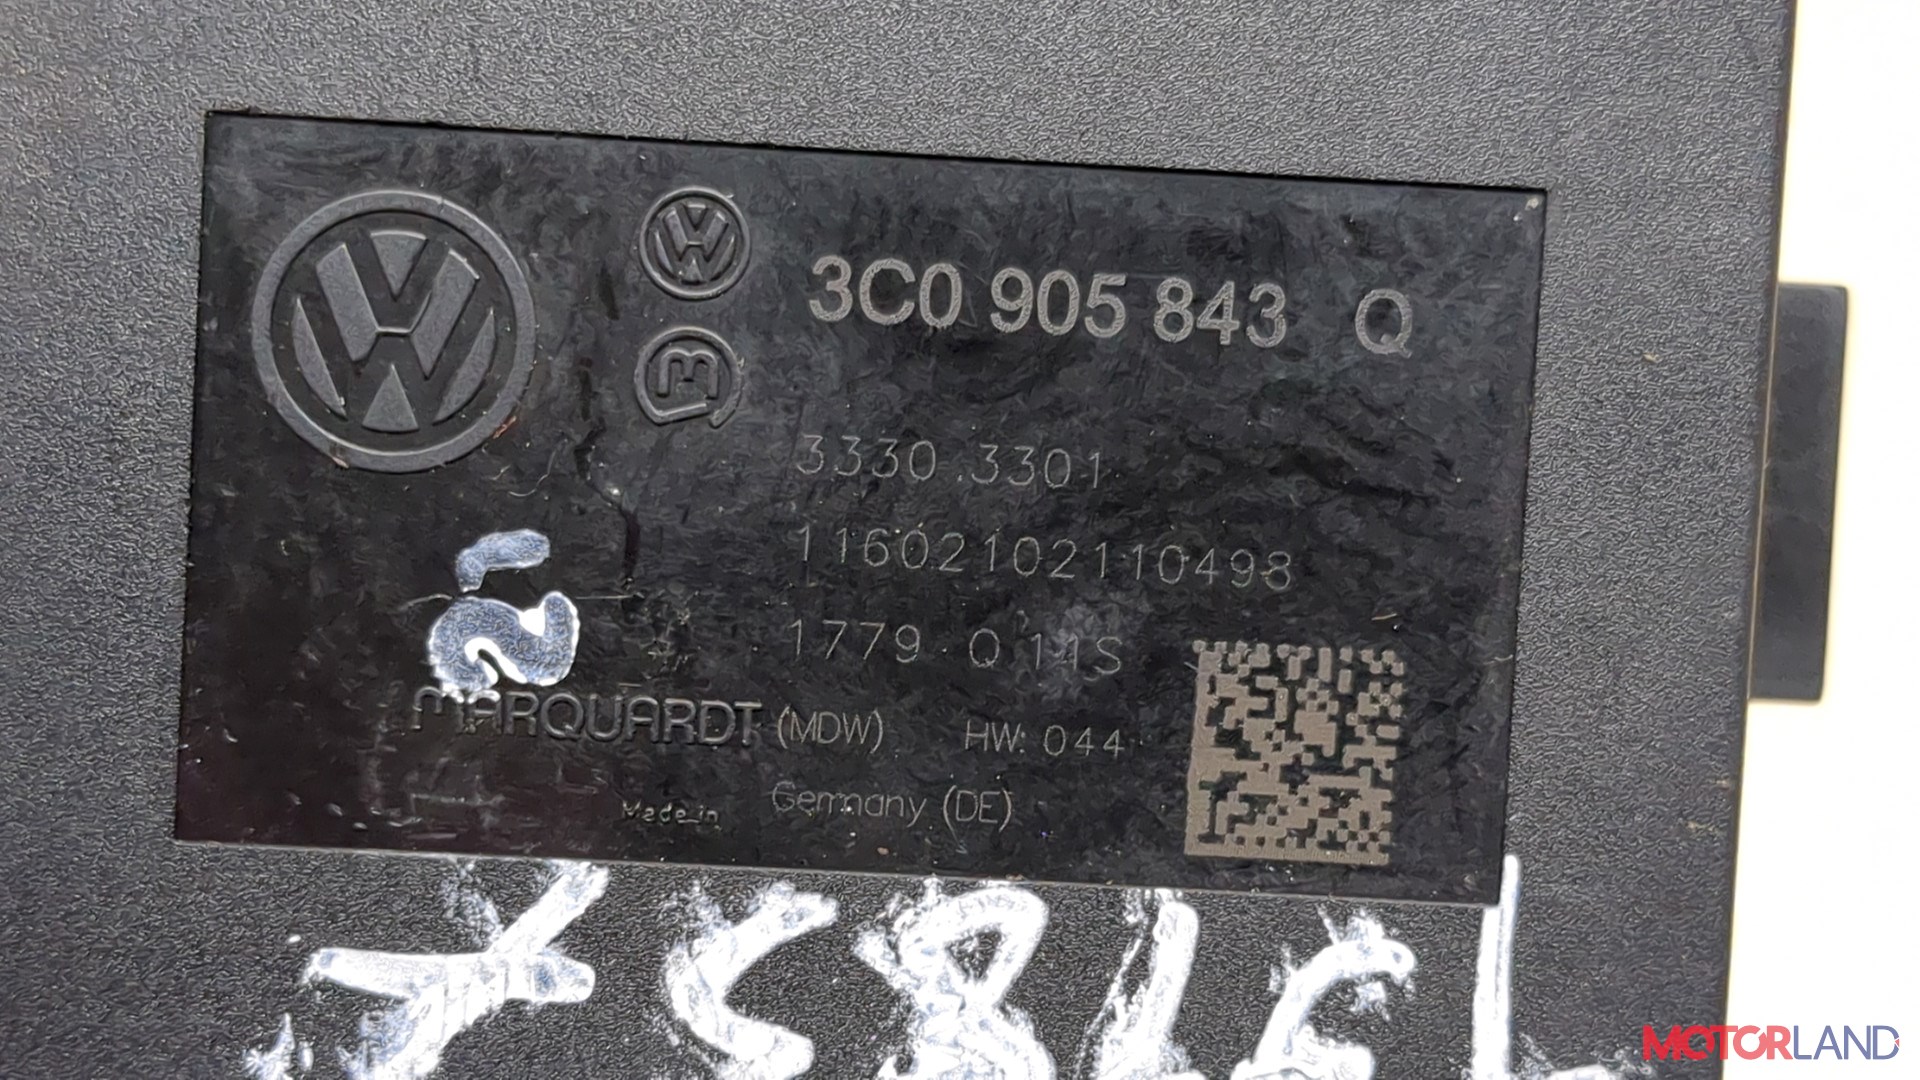 3C0 905 843 Q
3330.3301
11602102110498
1779 Q 11S
MARQUARDT (MDW) HW: 044
Made in Germany (DE)
MOTORLAND